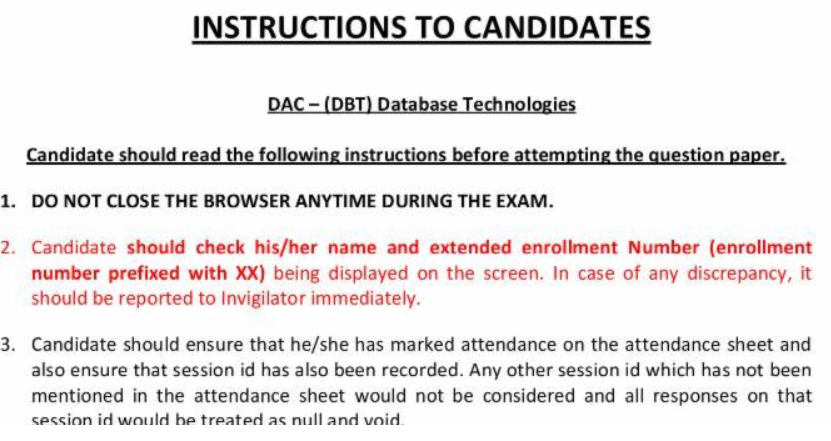 INSTRUCTIONS TO CANDIDATES
DAC – (DBT) Database Technologies
Candidate should read the following instructions before attempting the question paper.
1. DO NOT CLOSE THE BROWSER ANYTIME DURING THE EXAM.
2. Candidate should check his/her name and extended enrollment Number (enrollment
number prefixed with XX) being displayed on the screen. In case of any discrepancy, it
should be reported to Invigilator immediately.
3. Candidate should ensure that he/she has marked attendance on the attendance sheet and
also ensure that session id has also been recorded. Any other session id which has not been
mentioned in the attendance sheet would not be considered and all responses on that
session id would be treated as null and void.